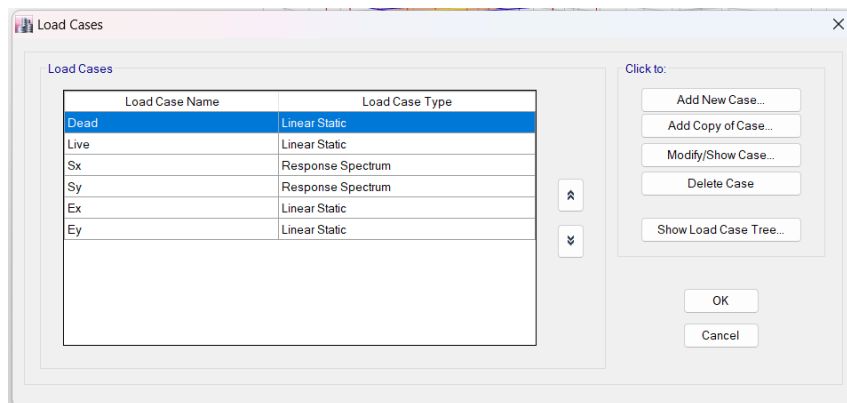 Load Cases
Load Cases
Click to:
Load Case Name Load Case Type
Dead Linear Static
Live Linear Static
Sx Response Spectrum
Sy Response Spectrum
Ex Linear Static
Ey Linear Static
Add New Case...
Add Copy of Case...
Modify/Show Case...
Delete Case
Show Load Case Tree...
OK
Cancel